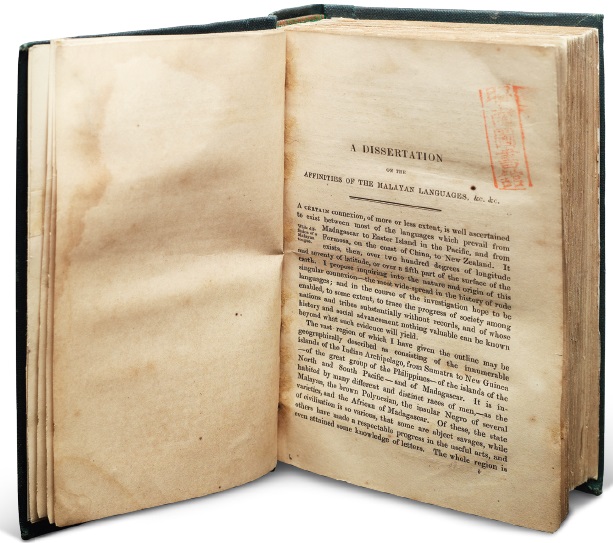 A DISSERTATION
ON THE
AFFINITIES OF THE MALAYAN LANGUAGES, &c. &c.
A CERTAIN connexion, of more or less extent, is well ascertained
to exist between most of the languages which prevail from
Madagascar to Easter Island in the Pacific, and from
Formosa, on the coast of China, to New Zealand. It
exists, then, over two hundred degrees of longitude
and seventy of latitude, or over a fifth part of the surface of the
earth. I propose inquiring into the nature and origin of this
singular connexion—the most wide-spread in the history of rude
languages; and in the course of the investigation hope to be
enabled, to some extent, to trace the progress of society among
nations and tribes substantially without records, and of whose
history and social advancement nothing valuable can be known
beyond what such evidence will yield.
The vast region of which I have given the outline may be
geographically described as consisting of the innumerable
islands of the Indian Archipelago, from Sumatra to New Guinea
—of the great group of the Philippines—of the islands of the
North and South Pacific—and of Madagascar. It is in-
habited by many different and distinct races of men,—as the
Malayan, the brown Polynesian, the insular Negro of several
varieties, and the African of Madagascar. Of these, the state
of civilisation is so various, that some are abject savages, while
others have made a respectable progress in the useful arts, and
even attained some knowledge of letters. The whole region is